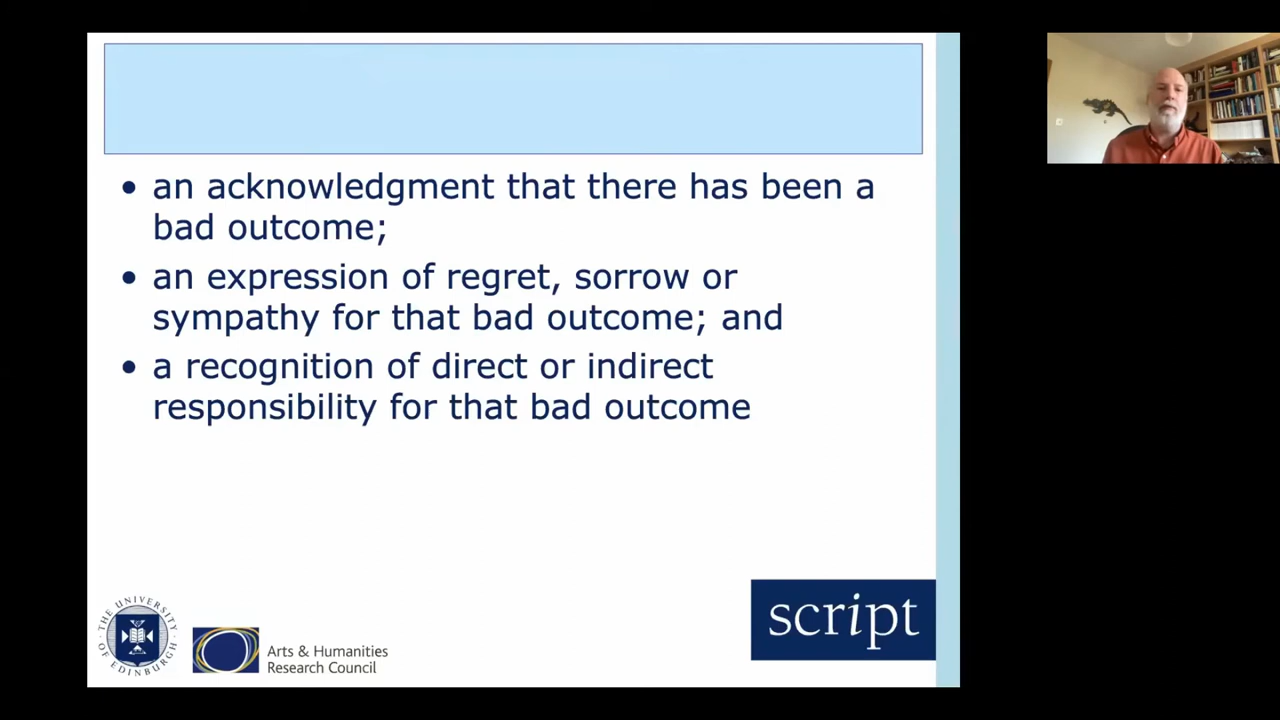 • an acknowledgment that there has been a
bad outcome;
• an expression of regret, sorrow or
sympathy for that bad outcome; and
• a recognition of direct or indirect
responsibility for that bad outcome
THE UNIVERSITY OF EDINBURGH
Arts & Humanities
Research Council
script